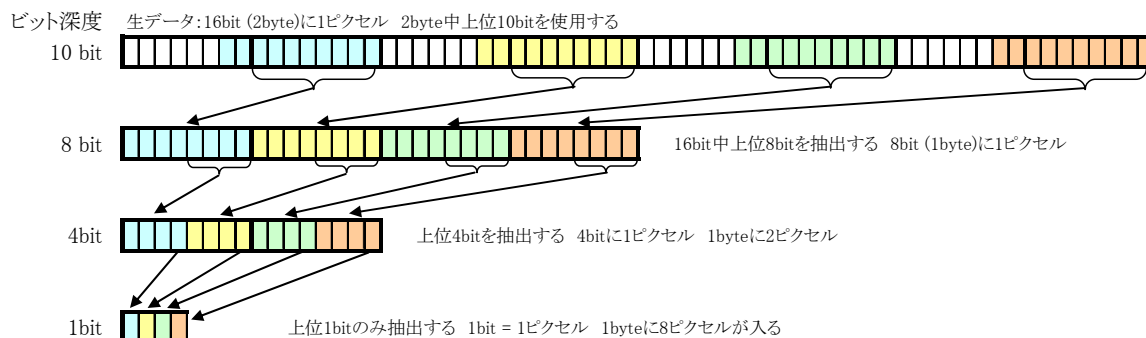 ビット深度 生データ:16bit (2byte)に1ピクセル 2byte中上位10bitを使用する
10 bit
8 bit 16bit中上位8bitを抽出する 8bit (1byte)に1ピクセル
4bit 上位4bitを抽出する 4bitに1ピクセル 1byteに2ピクセル
1bit 上位1bitのみ抽出する 1bit = 1ピクセル 1byteに8ピクセルが入る